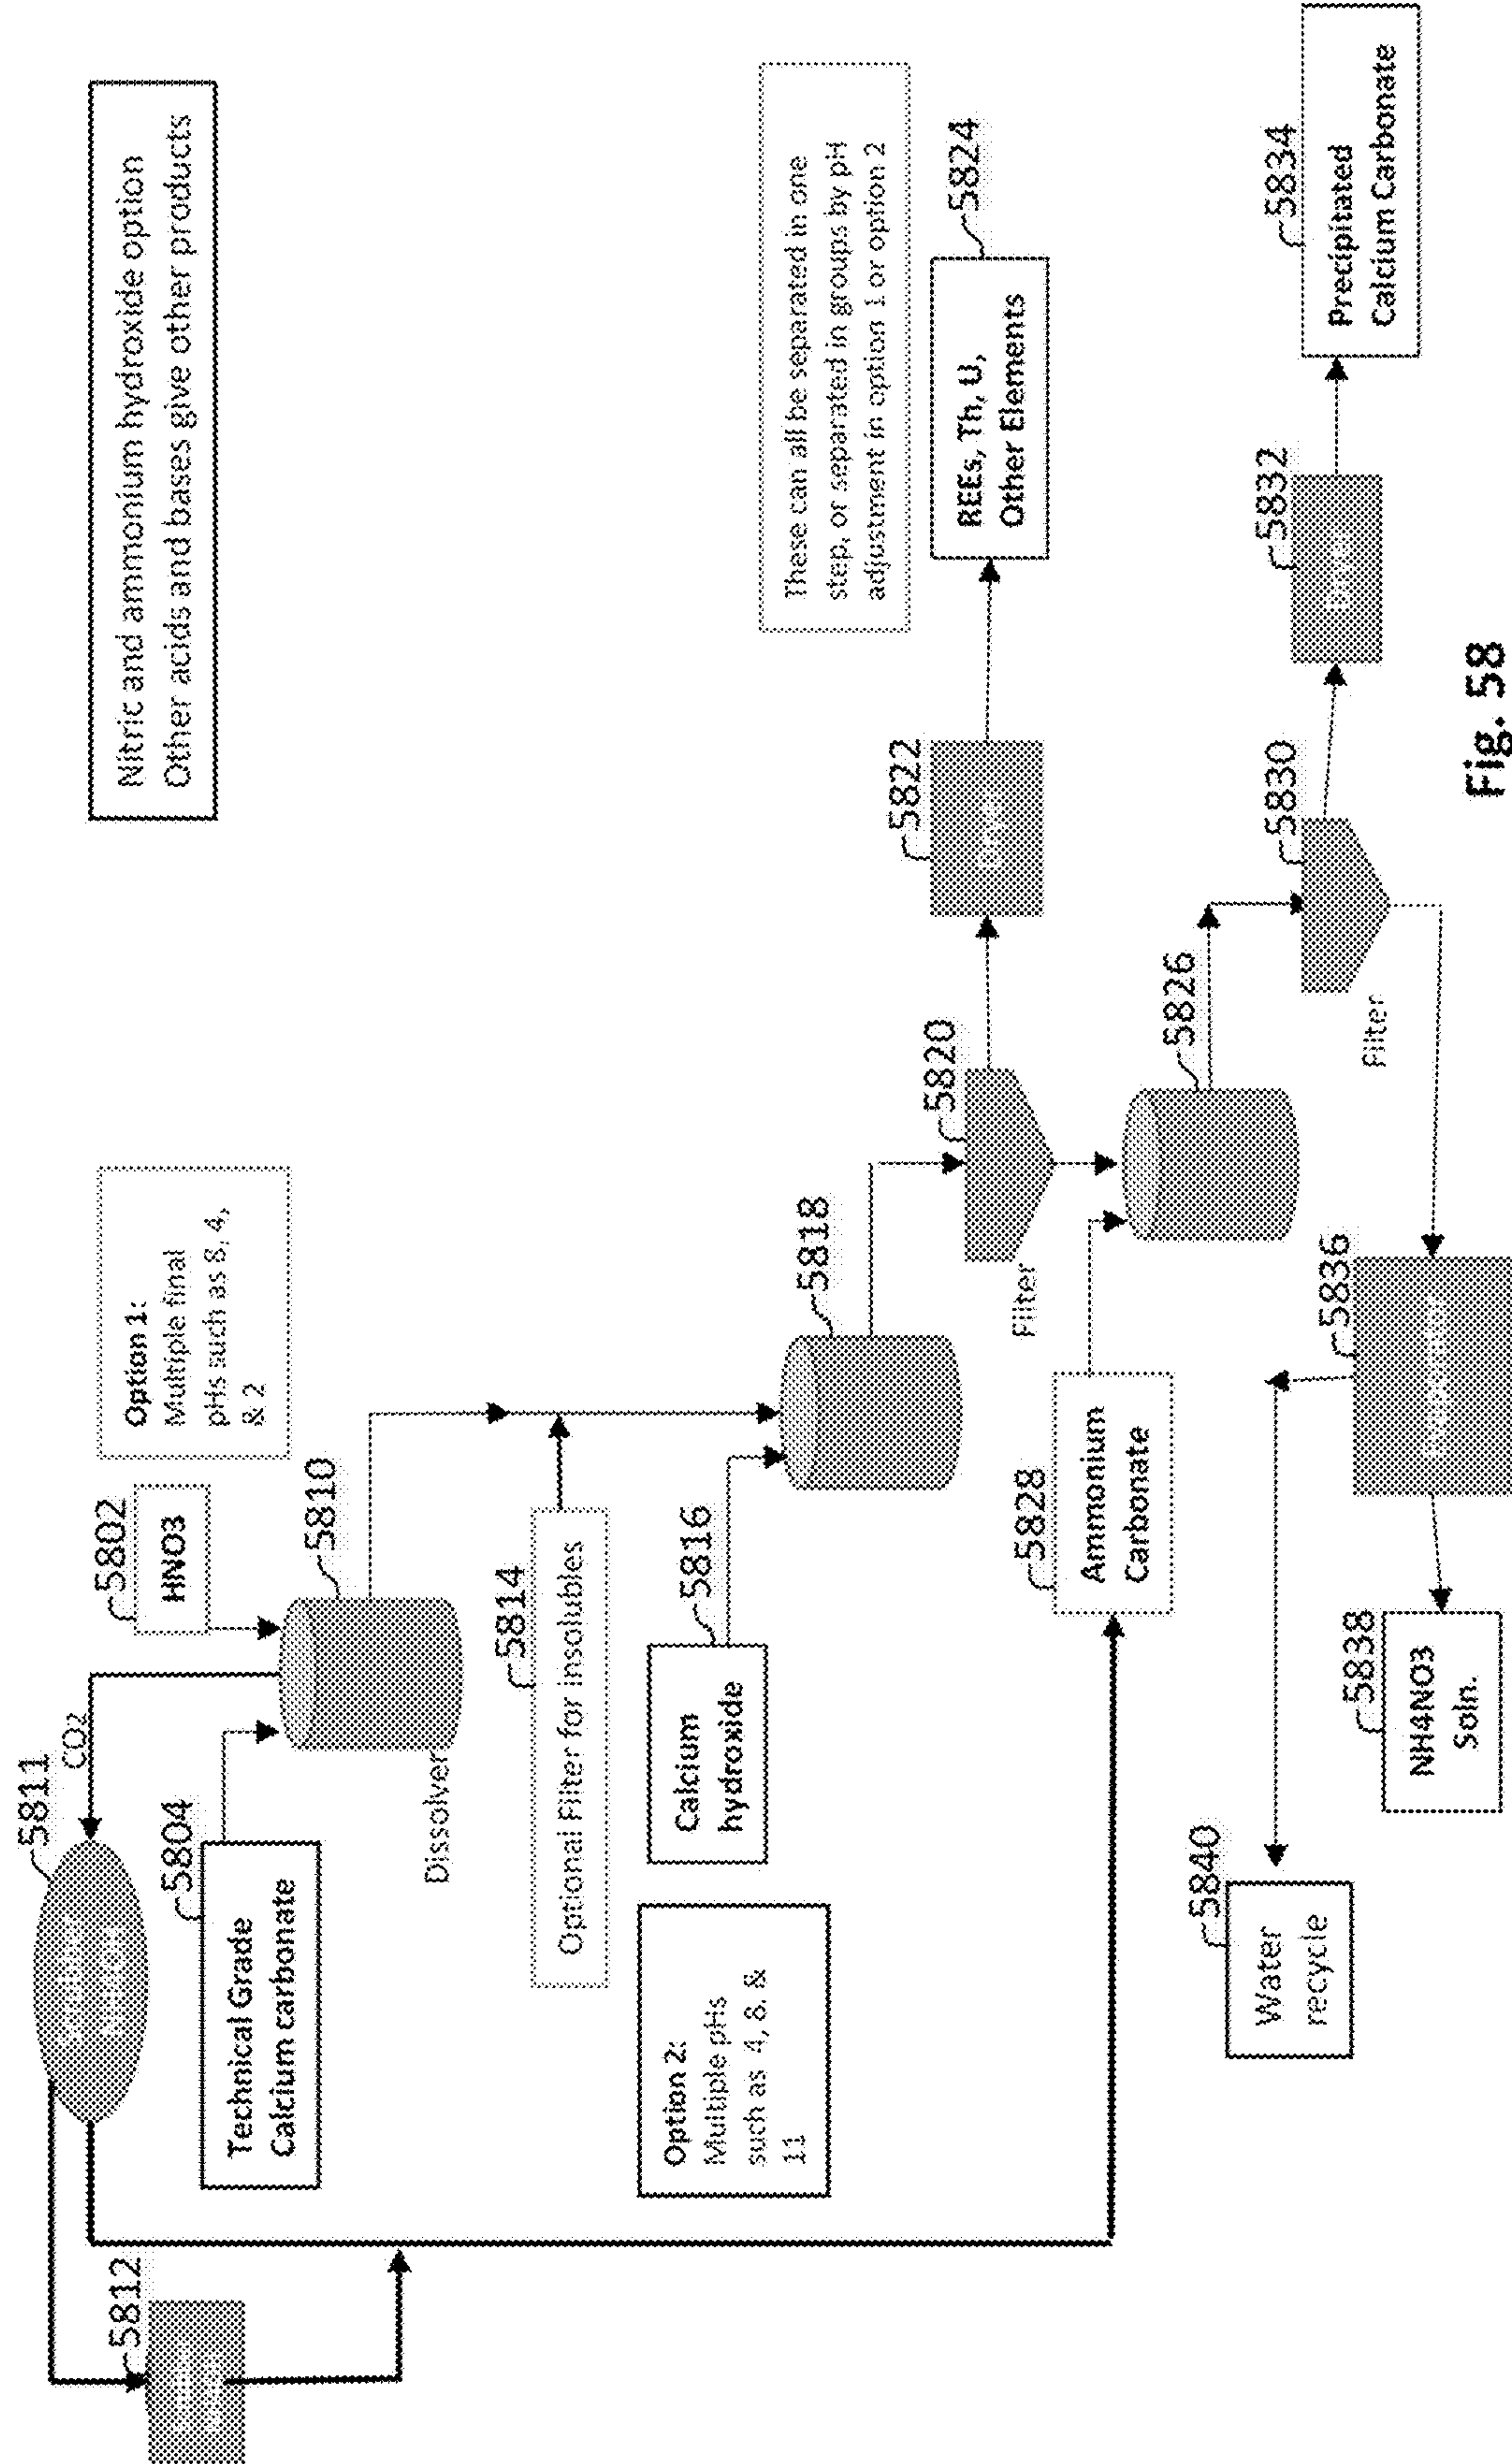 Nitric and ammonium hydroxide option
Other acids and bases give other products
5811
CO2
5812
5802
HNO3
Option 1:
Multiple final
pHs such as 8, 4,
& 2
5804
Technical Grade
Calcium carbonate
5810
Dissolver
5814
Optional Filter for insolubles
5816
Calcium
hydroxide
Option 2:
Multiple pHs
such as 4, 8, &
11
5818
5820
Filter
5822
These can all be separated in one
step, or separated in groups by pH
adjustment in option 1 or option 2
5824
REEs, Th, U,
Other Elements
5828
Ammonium
Carbonate
5826
5830
Filter
5832
5834
Precipitated
Calcium Carbonate
5836
5838
NH4NO3
Soln.
5840
Water
recycle
Fig. 58